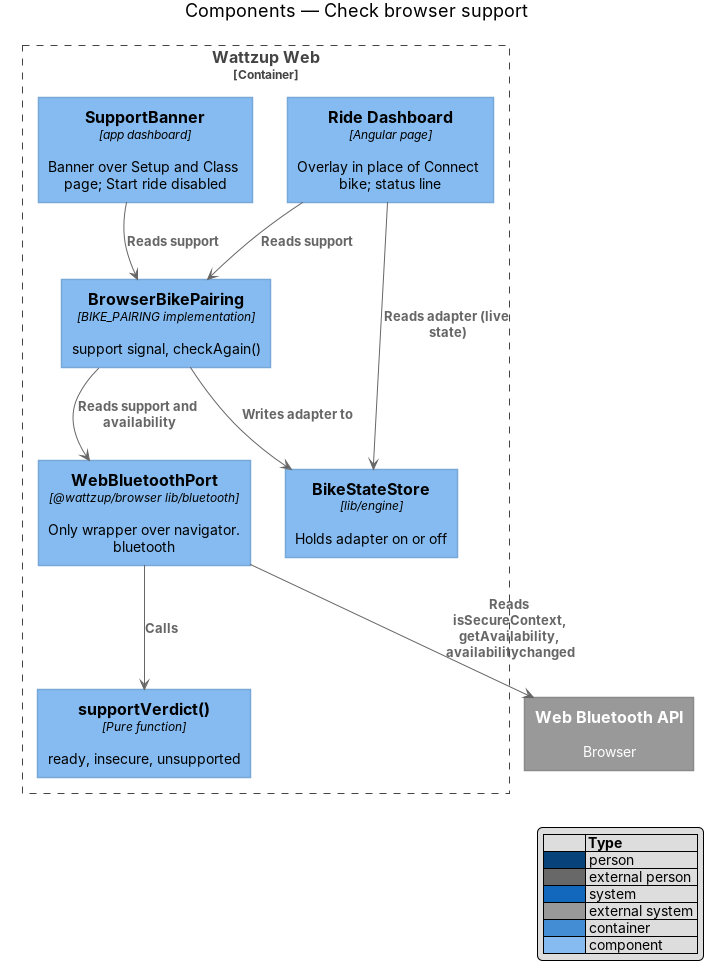 Components — Check browser support
Wattzup Web
[Container]
SupportBanner
[app dashboard]
Banner over Setup and Class
page; Start ride disabled
Ride Dashboard
[Angular page]
Overlay in place of Connect
bike; status line
Reads support
Reads support
BrowserBikePairing
[BIKE_PAIRING implementation]
support signal, checkAgain()
Reads adapter (live
state)
Reads support and
availability
Writes adapter to
WebBluetoothPort
[@wattzup/browser lib/bluetooth]
Only wrapper over navigator.
bluetooth
BikeStateStore
[lib/engine]
Holds adapter on or off
Calls
Reads
isSecureContext,
getAvailability,
availabilitychanged
supportVerdict()
[Pure function]
ready, insecure, unsupported
Web Bluetooth API
Browser
Type
person
external person
system
external system
container
component